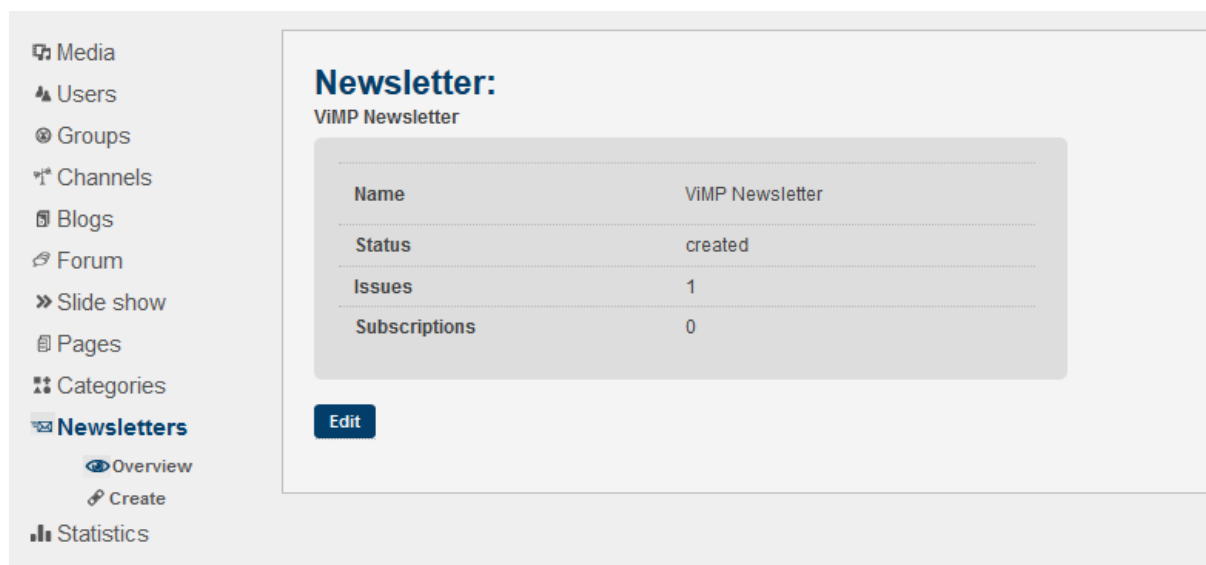 Media
Users
Groups
Channels
Blogs
Forum
Slide show
Pages
Categories
Newsletters
Overview
Create
Statistics
Newsletter:
ViMP Newsletter
Name ViMP Newsletter
Status created
Issues 1
Subscriptions 0
Edit